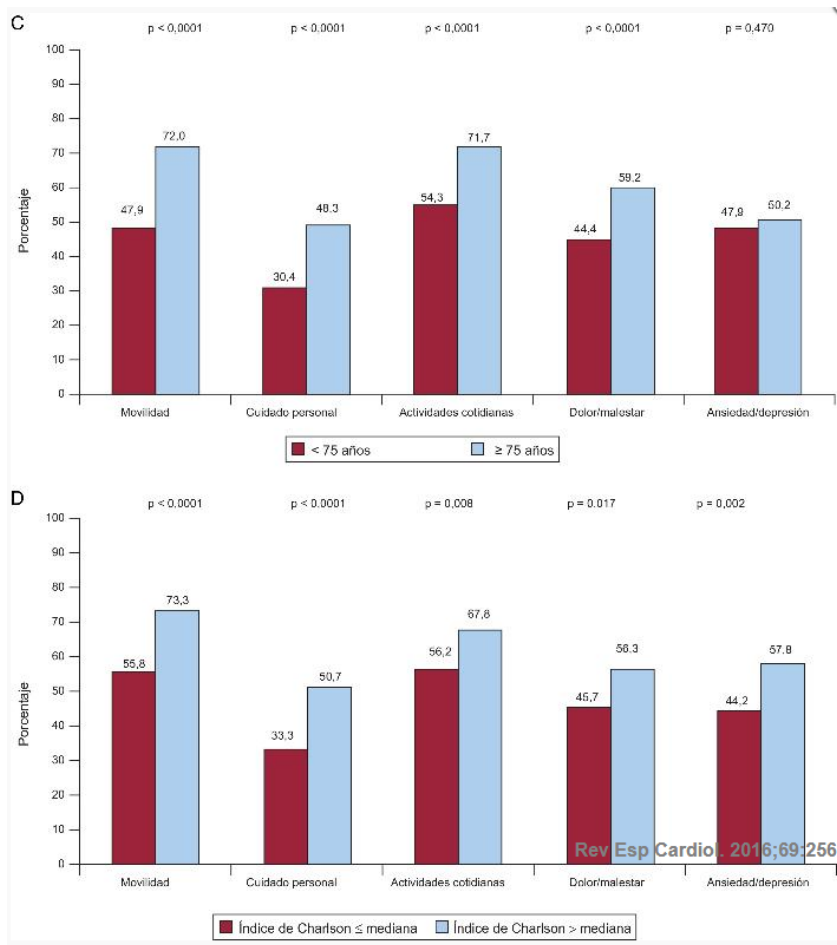 C
p < 0,0001 p < 0,0001 p < 0,0001 p < 0,0001 p = 0,470
100
90
80
70
60
50
40
30
20
10
0
Porcentaje
47,9 72,0 30,4 48,3 54,3 71,7 44,4 59,2 47,9 50,2
Movilidad Cuidado personal Actividades cotidianas Dolor/malestar Ansiedad/depresión
< 75 años ≥ 75 años
D
p < 0,0001 p < 0,0001 p = 0,008 p = 0,017 p = 0,002
100
90
80
70
60
50
40
30
20
10
0
Porcentaje
55,8 73,3 33,3 50,7 56,2 67,8 45,7 56,3 44,2 57,8
Rev Esp Cardiol. 2016;69:256
Movilidad Cuidado personal Actividades cotidianas Dolor/malestar Ansiedad/depresión
Índice de Charlson ≤ mediana Índice de Charlson > mediana